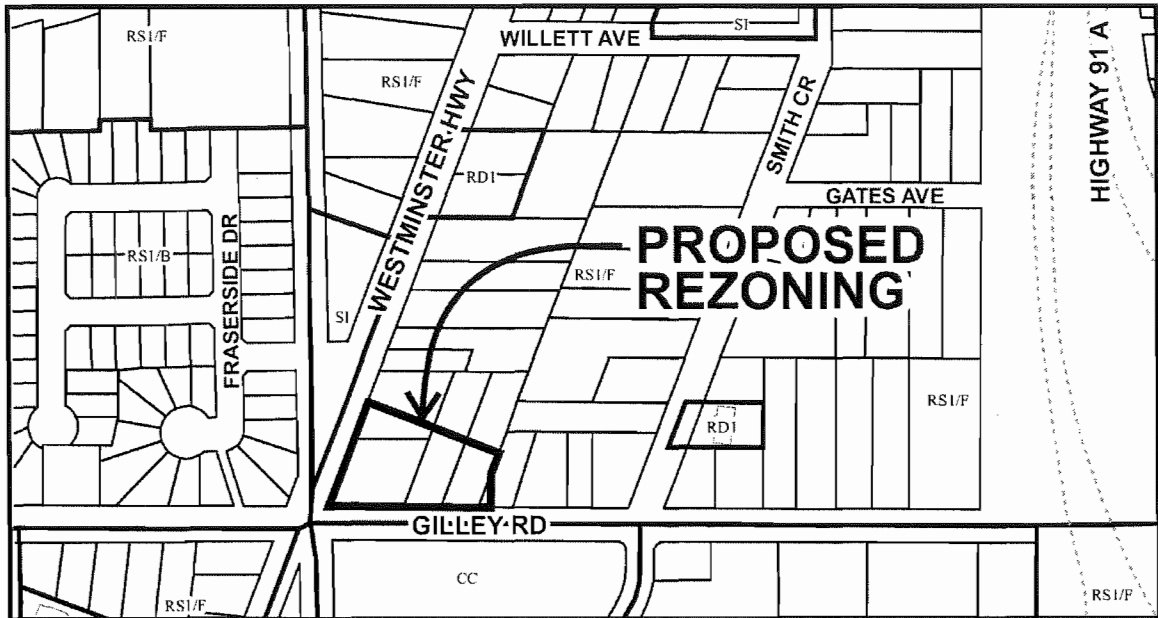 RS1/F
WILLETT AVE
SI
RS1/F
WESTMINSTER HWY
SMITH CR
HIGHWAY 91 A
RD1
GATES AVE
FRASERSIDE DR
RS1/B
PROPOSED
REZONING
RS1/F
SI
RS1/F
RD1
GILLEY RD
CC
RS1/F
RS1/F